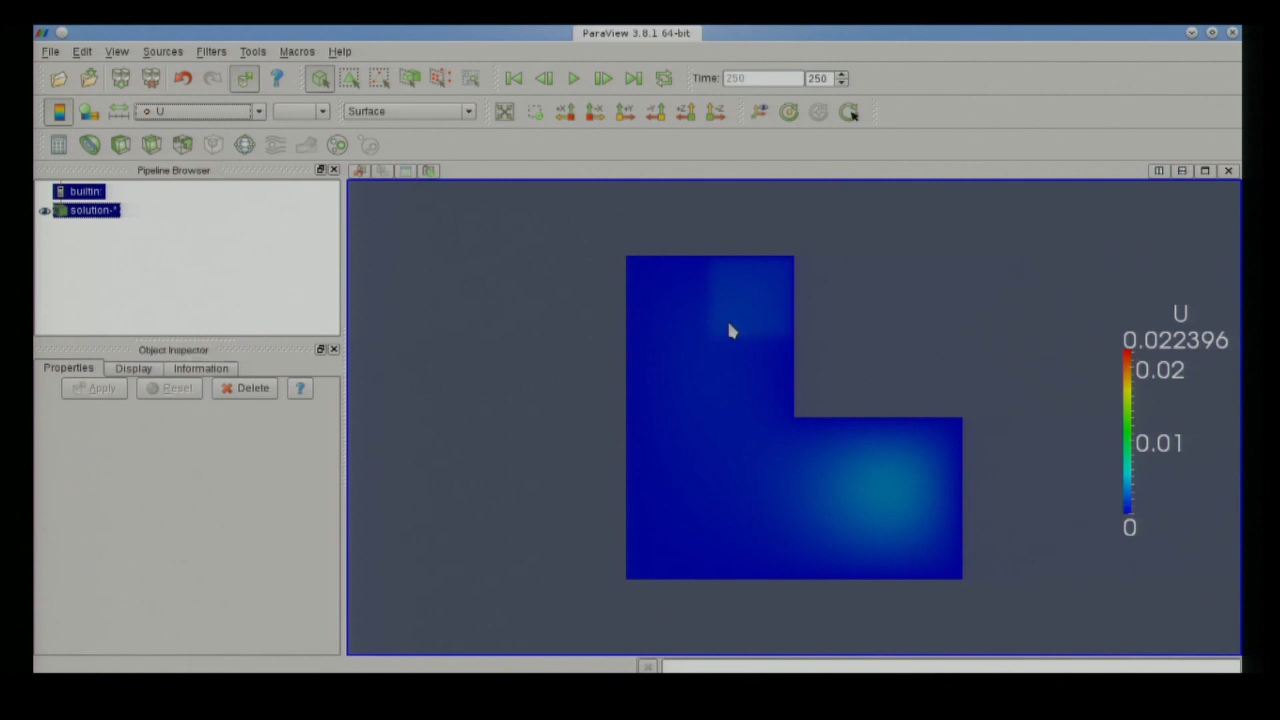 ParaView 3.8.1 64-bit
File Edit View Sources Filters Tools Macros Help
Time: 250 250
U Surface
Pipeline Browser
builtin:
solution-*
Object Inspector
Properties Display Information
Apply Reset Delete
U
0.022396
0.02
0.01
0